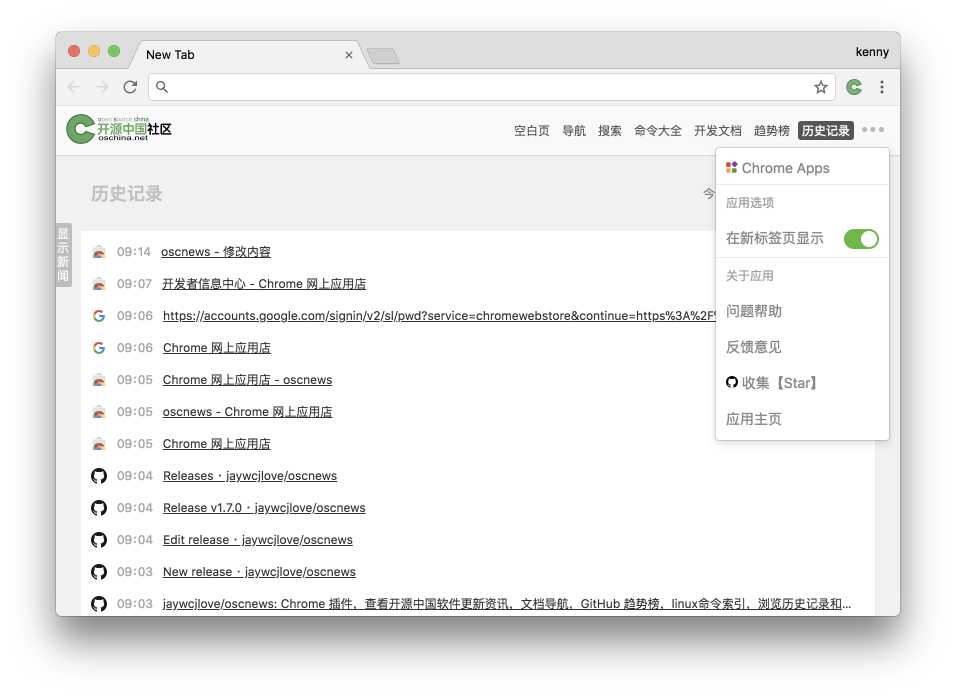 New Tab
kenny
open source china
开源中国社区
oschina.net
空白页 导航 搜索 命令大全 开发文档 趋势榜 历史记录
Chrome Apps
应用选项
在新标签页显示
关于应用
问题帮助
反馈意见
收集【Star】
应用主页
历史记录
今
显示新闻
09:14 oscnews - 修改内容
09:07 开发者信息中心 - Chrome 网上应用店
09:06 https://accounts.google.com/signin/v2/sl/pwd?service=chromewebstore&continue=https%3A%2F
09:06 Chrome 网上应用店
09:05 Chrome 网上应用店 - oscnews
09:05 oscnews - Chrome 网上应用店
09:05 Chrome 网上应用店
09:04 Releases · jaywcjlove/oscnews
09:04 Release v1.7.0 · jaywcjlove/oscnews
09:04 Edit release · jaywcjlove/oscnews
09:03 New release · jaywcjlove/oscnews
09:03 jaywcjlove/oscnews: Chrome 插件，查看开源中国软件更新资讯，文档导航，GitHub 趋势榜，linux命令索引，浏览历史记录和...